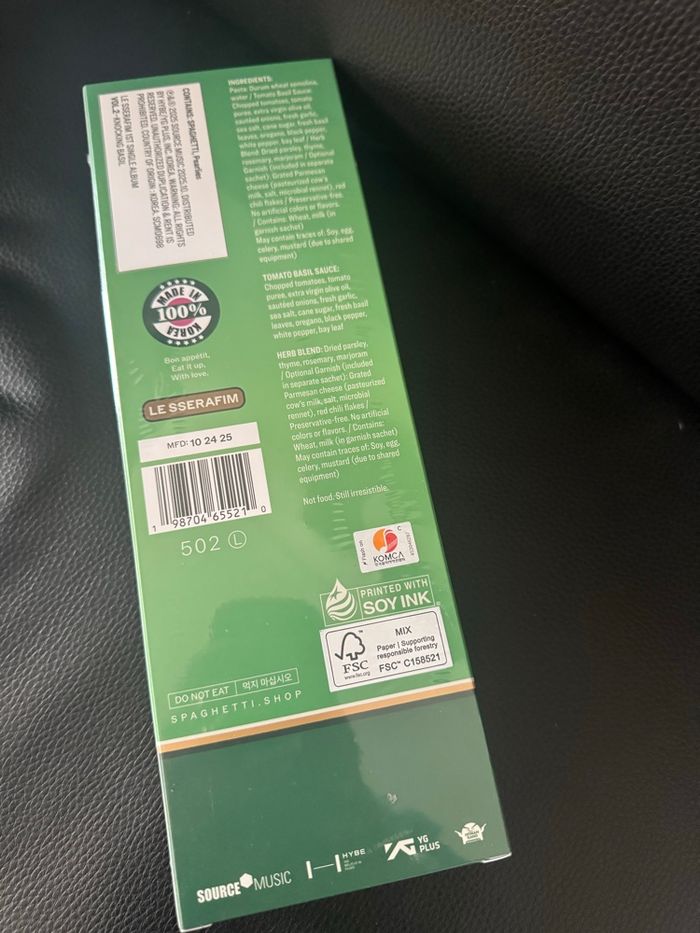 CONTAINS: SPAGHETTI, Pearlies
℗&© 2025 SOURCE MUSIC 2025.10. DISTRIBUTED
BY HYBE/YG PLUS, INC. KOREA. WARNING: ALL RIGHTS
RESERVED. UNAUTHORIZED DUPLICATION & RENT IS
PROHIBITED. COUNTRY OF ORIGIN : KOREA. SCM0698
LE SSERAFIM 1ST SINGLE ALBUM
VOL.2 - KNOCKING BASIL
MADE IN
100%
KOREA
Bon appétit,
Eat it up,
With love.
LE SSERAFIM
MFD: 10 24 25
1 98704 65521 0
502 L
DO NOT EAT 먹지 마십시오
SPAGHETTI.SHOP
INGREDIENTS:
Pasta: Durum wheat semolina,
water / Tomato Basil Sauce:
Chopped tomatoes, tomato
puree, extra virgin olive oil,
sautéed onions, fresh garlic,
sea salt, cane sugar, fresh basil
leaves, oregano, black pepper,
white pepper, bay leaf / Herb
Blend: Dried parsley, thyme,
rosemary, marjoram / Optional
Garnish (included in separate
sachet): Grated Parmesan
cheese (pasteurized cow's
milk, salt, microbial rennet), red
chili flakes / Preservative-free.
No artificial colors or flavors.
/ Contains: Wheat, milk (in
garnish sachet)
May contain traces of: Soy, egg,
celery, mustard (due to shared
equipment)
TOMATO BASIL SAUCE:
Chopped tomatoes, tomato
puree, extra virgin olive oil,
sautéed onions, fresh garlic,
sea salt, cane sugar, fresh basil
leaves, oregano, black pepper,
white pepper, bay leaf
HERB BLEND: Dried parsley,
thyme, rosemary, marjoram
/ Optional Garnish (included
in separate sachet): Grated
Parmesan cheese (pasteurized
cow's milk, salt, microbial
rennet), red chili flakes /
Preservative-free. No artificial
colors or flavors. / Contains:
Wheat, milk (in garnish sachet)
May contain traces of: Soy, egg,
celery, mustard (due to shared
equipment)
Not food. Still irresistible.
KOMCA
PRINTED WITH
SOY INK
FSC™
www.fsc.org
MIX
Paper | Supporting
responsible forestry
FSC™ C158521
SOURCE MUSIC
HYBE
YG
PLUS